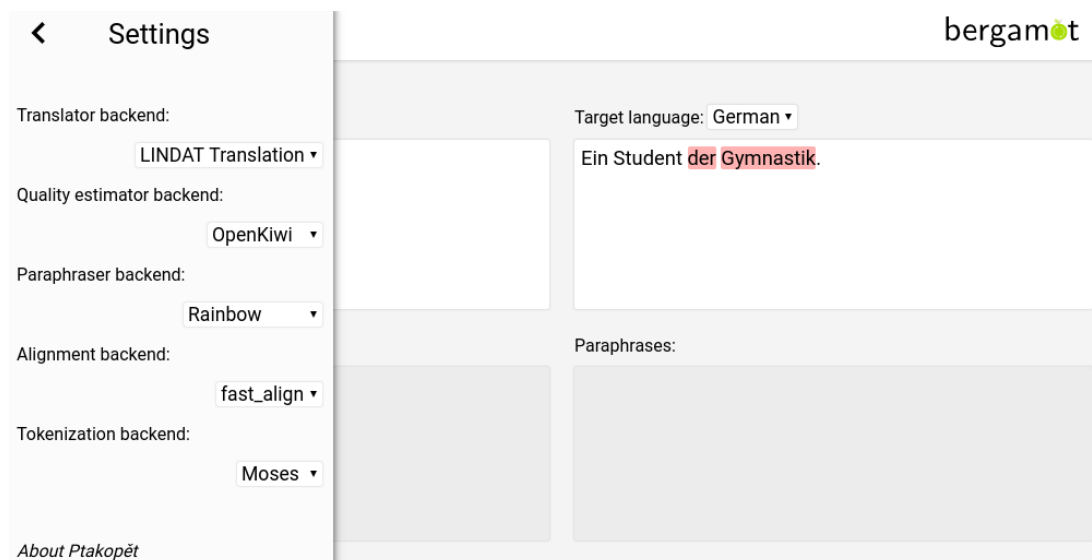 Settings
Translator backend:
LINDAT Translation
Quality estimator backend:
OpenKiwi
Paraphraser backend:
Rainbow
Alignment backend:
fast_align
Tokenization backend:
Moses
About Ptakopět
bergamot
Target language: German
Ein Student der Gymnastik.
Paraphrases: